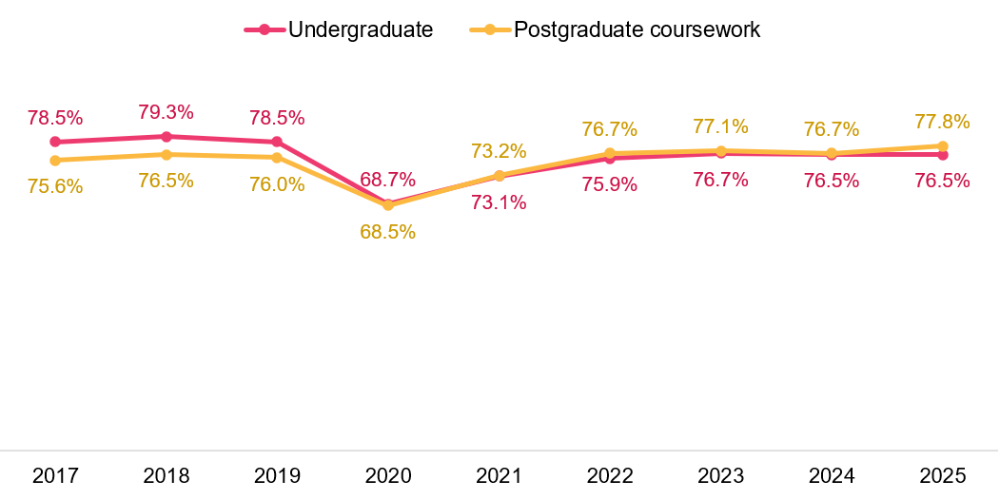 Undergraduate Postgraduate coursework
78.5% 79.3% 78.5% 68.7% 73.2% 76.7% 77.1% 76.7% 77.8%
75.6% 76.5% 76.0% 68.5% 73.1% 75.9% 76.7% 76.5% 76.5%
2017 2018 2019 2020 2021 2022 2023 2024 2025